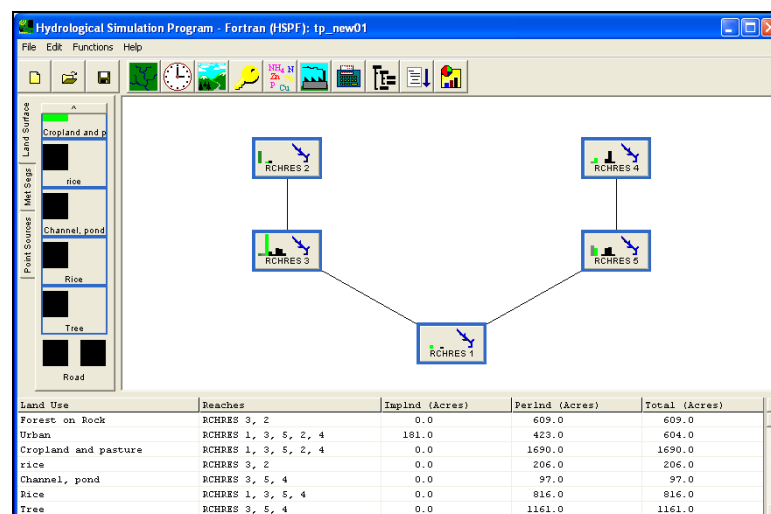 Hydrological Simulation Program - Fortran (HSPF): tp_new01
File Edit Functions Help
NH4 N
Zn
P Cu
Land Surface
Met Segs
Point Sources
Cropland and p
rice
Channel, pond
Rice
Tree
Road
RCHRES 2
RCHRES 4
RCHRES 3
RCHRES 5
RCHRES 1
Land Use Reaches Implnd (Acres) Perlnd (Acres) Total (Acres)
Forest on Rock RCHRES 3, 2 0.0 609.0 609.0
Urban RCHRES 1, 3, 5, 2, 4 181.0 423.0 604.0
Cropland and pasture RCHRES 1, 3, 5, 2, 4 0.0 1690.0 1690.0
rice RCHRES 3, 2 0.0 206.0 206.0
Channel, pond RCHRES 3, 5, 4 0.0 97.0 97.0
Rice RCHRES 1, 3, 5, 4 0.0 816.0 816.0
Tree RCHRES 3, 5, 4 0.0 1161.0 1161.0